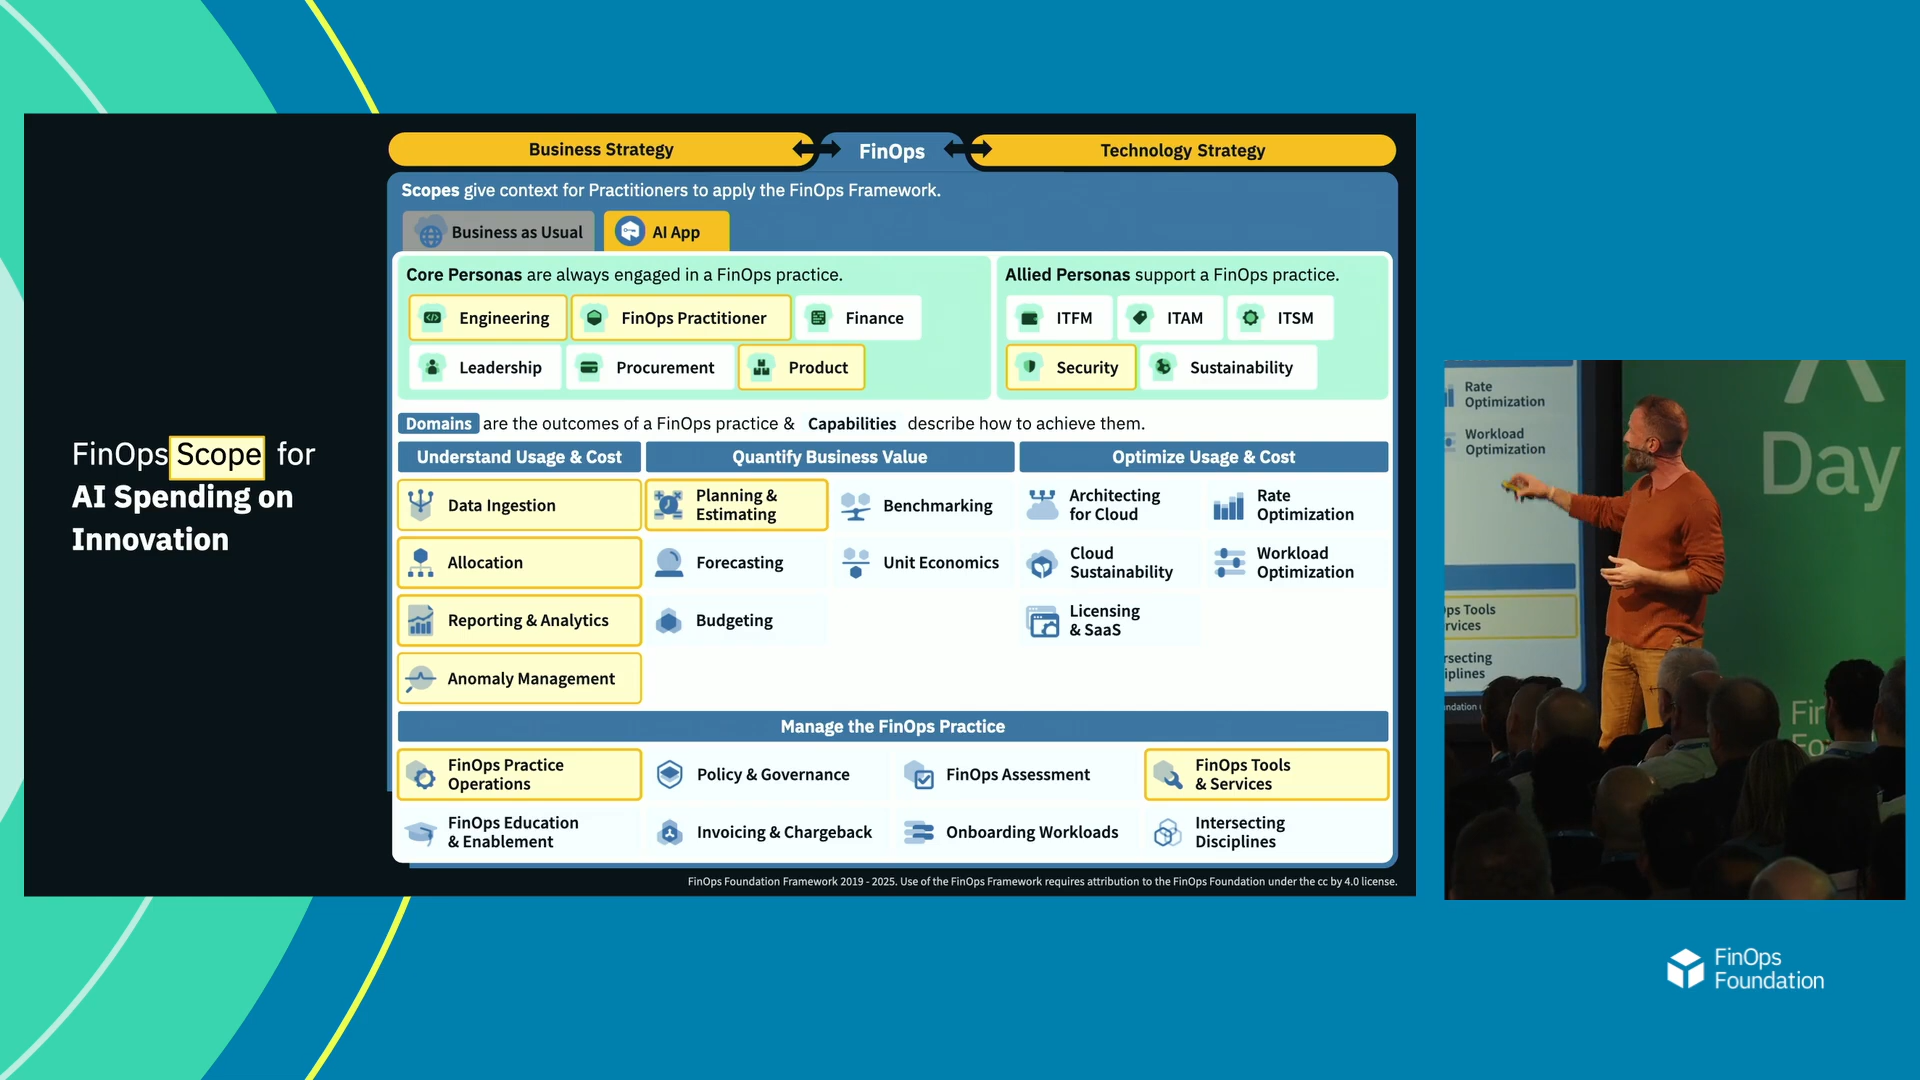 FinOps Scope for
AI Spending on
Innovation
Business Strategy
FinOps
Technology Strategy
Scopes give context for Practitioners to apply the FinOps Framework.
Business as Usual
AI App
Core Personas are always engaged in a FinOps practice.
Engineering
FinOps Practitioner
Finance
Leadership
Procurement
Product
Allied Personas support a FinOps practice.
ITFM
ITAM
ITSM
Security
Sustainability
Domains are the outcomes of a FinOps practice & Capabilities describe how to achieve them.
Understand Usage & Cost
Quantify Business Value
Optimize Usage & Cost
Data Ingestion
Planning &
Estimating
Benchmarking
Architecting
for Cloud
Rate
Optimization
Allocation
Forecasting
Unit Economics
Cloud
Sustainability
Workload
Optimization
Reporting & Analytics
Budgeting
Licensing
& SaaS
Anomaly Management
Manage the FinOps Practice
FinOps Practice
Operations
Policy & Governance
FinOps Assessment
FinOps Tools
& Services
FinOps Education
& Enablement
Invoicing & Chargeback
Onboarding Workloads
Intersecting
Disciplines
FinOps Foundation Framework 2019 - 2025. Use of the FinOps Framework requires attribution to the FinOps Foundation under the cc by 4.0 license.
Rate
Optimization
Workload
Optimization
ps Tools
rvices
rsecting
iplines
ndation
Day
Fin
Fo
FinOps
Foundation